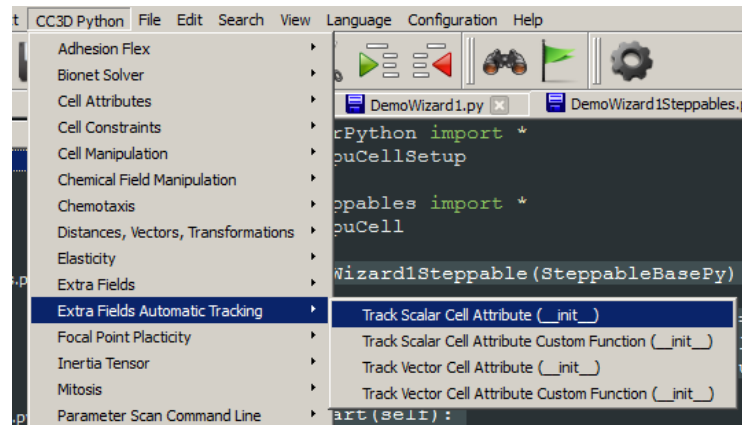 t CC3D Python File Edit Search View Language Configuration Help
Adhesion Flex
Bionet Solver
Cell Attributes
Cell Constraints
Cell Manipulation
Chemical Field Manipulation
Chemotaxis
Distances, Vectors, Transformations
Elasticity
Extra Fields
Extra Fields Automatic Tracking
Focal Point Placticity
Inertia Tensor
Mitosis
Parameter Scan Command Line
DemoWizard1.py DemoWizard1Steppables.p
rPython import *
puCellSetup
ppables import *
puCell
Wizard1Steppable(SteppableBasePy)
Track Scalar Cell Attribute (__init__)
Track Scalar Cell Attribute Custom Function (__init__)
Track Vector Cell Attribute (__init__)
Track Vector Cell Attribute Custom Function (__init__)
art(self):
s.p
.p